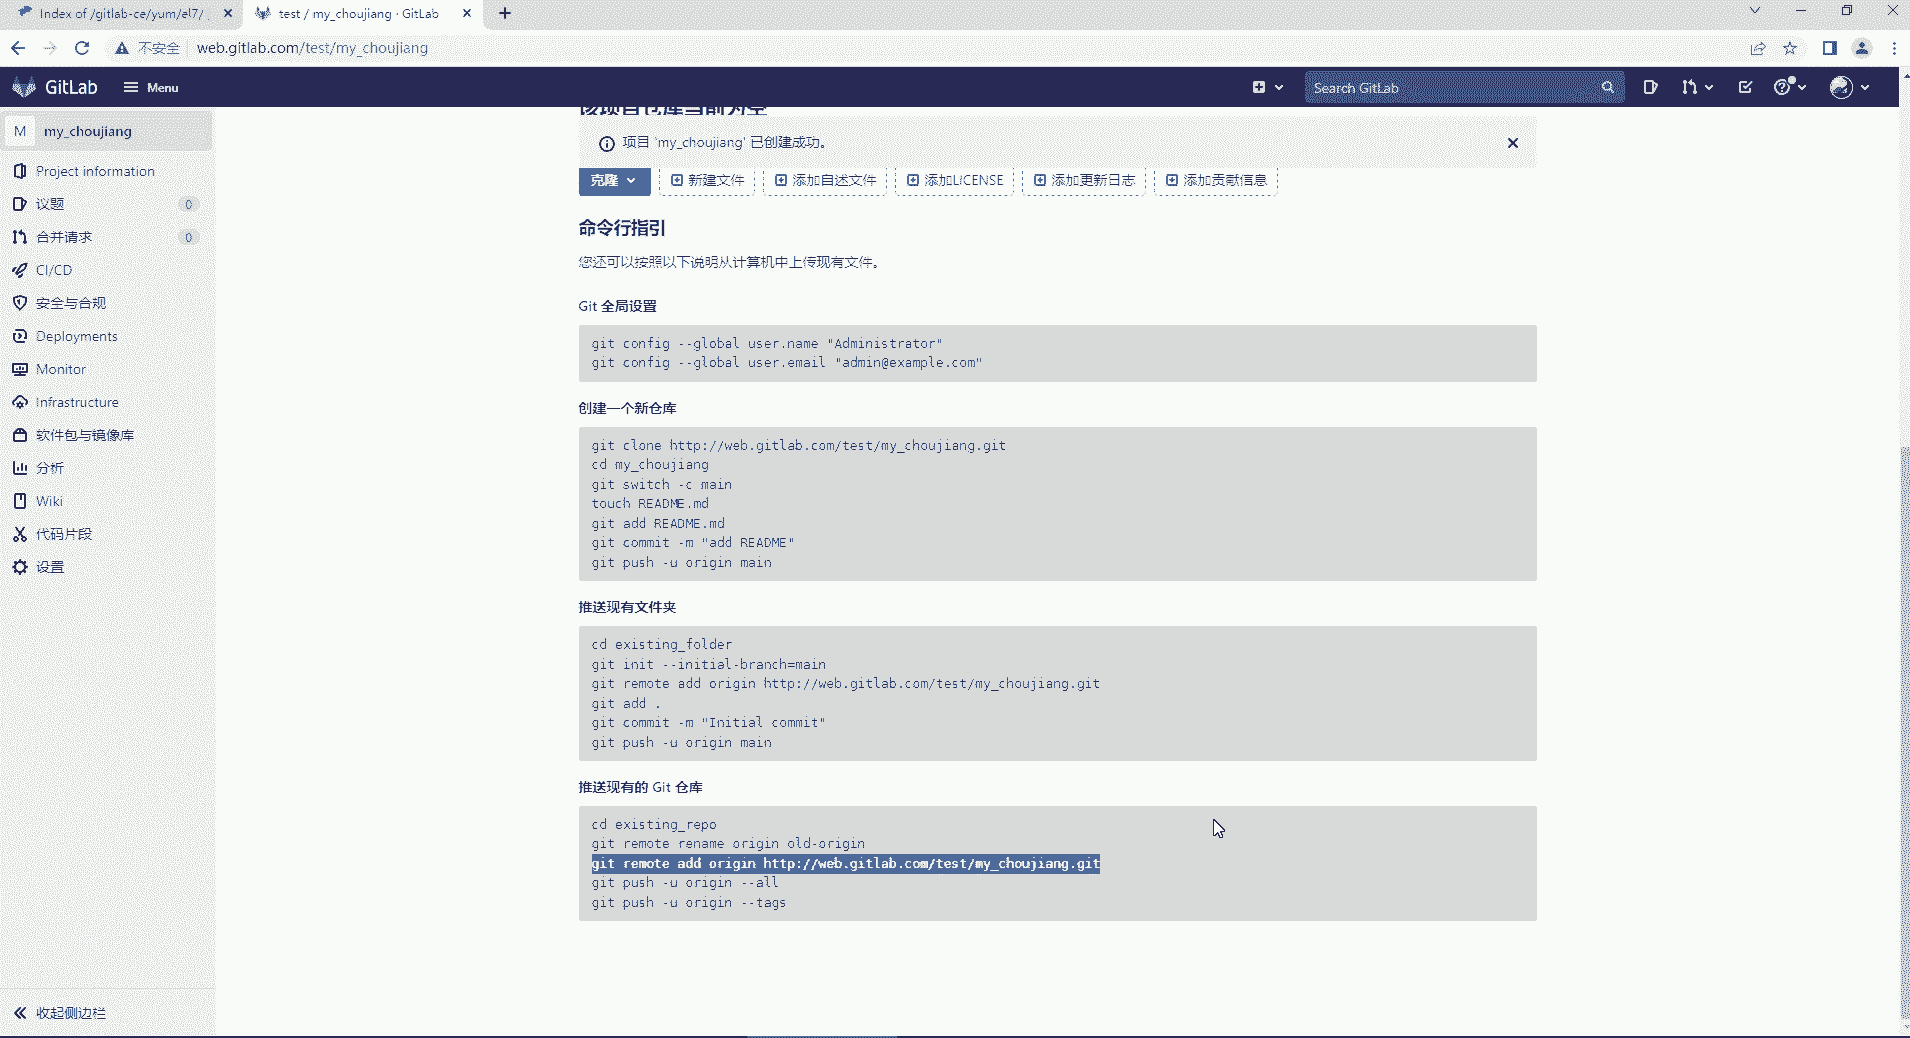 Index of /gitlab-ce/yum/el7/
test / my_choujiang · GitLab
不安全
web.gitlab.com/test/my_choujiang
GitLab
Menu
Search GitLab
M my_choujiang
Project information
议题 0
合并请求 0
CI/CD
安全与合规
Deployments
Monitor
Infrastructure
软件包与镜像库
分析
Wiki
代码片段
设置
收起侧边栏
该项目仓库当前为空
项目 'my_choujiang' 已创建成功。
克隆 新建文件 添加自述文件 添加LICENSE 添加更新日志 添加贡献信息
命令行指引
您还可以按照以下说明从计算机中上传现有文件。
Git 全局设置
git config --global user.name "Administrator"
git config --global user.email "admin@example.com"
创建一个新仓库
git clone http://web.gitlab.com/test/my_choujiang.git
cd my_choujiang
git switch -c main
touch README.md
git add README.md
git commit -m "add README"
git push -u origin main
推送现有文件夹
cd existing_folder
git init --initial-branch=main
git remote add origin http://web.gitlab.com/test/my_choujiang.git
git add .
git commit -m "Initial commit"
git push -u origin main
推送现有的 Git 仓库
cd existing_repo
git remote rename origin old-origin
git remote add origin http://web.gitlab.com/test/my_choujiang.git
git push -u origin --all
git push -u origin --tags